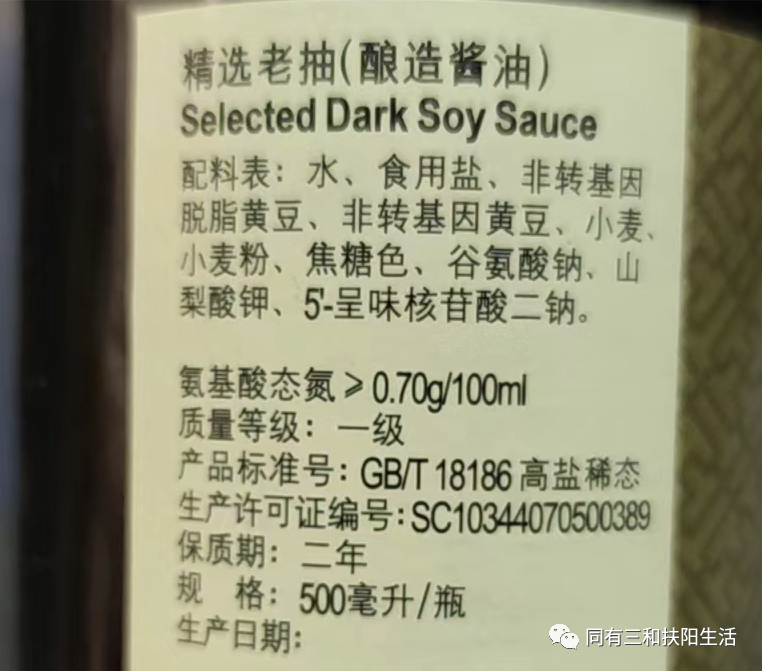 精选老抽(酿造酱油)
Selected Dark Soy Sauce
配料表：水、食用盐、非转基因
脱脂黄豆、非转基因黄豆、小麦、
小麦粉、焦糖色、谷氨酸钠、山
梨酸钾、5'-呈味核苷酸二钠。
氨基酸态氮≥0.70g/100ml
质量等级：一级
产品标准号：GB/T 18186 高盐稀态
生产许可证编号：SC10344070500389
保质期：二年
规 格：500毫升/瓶
生产日期：
同有三和扶阳生活